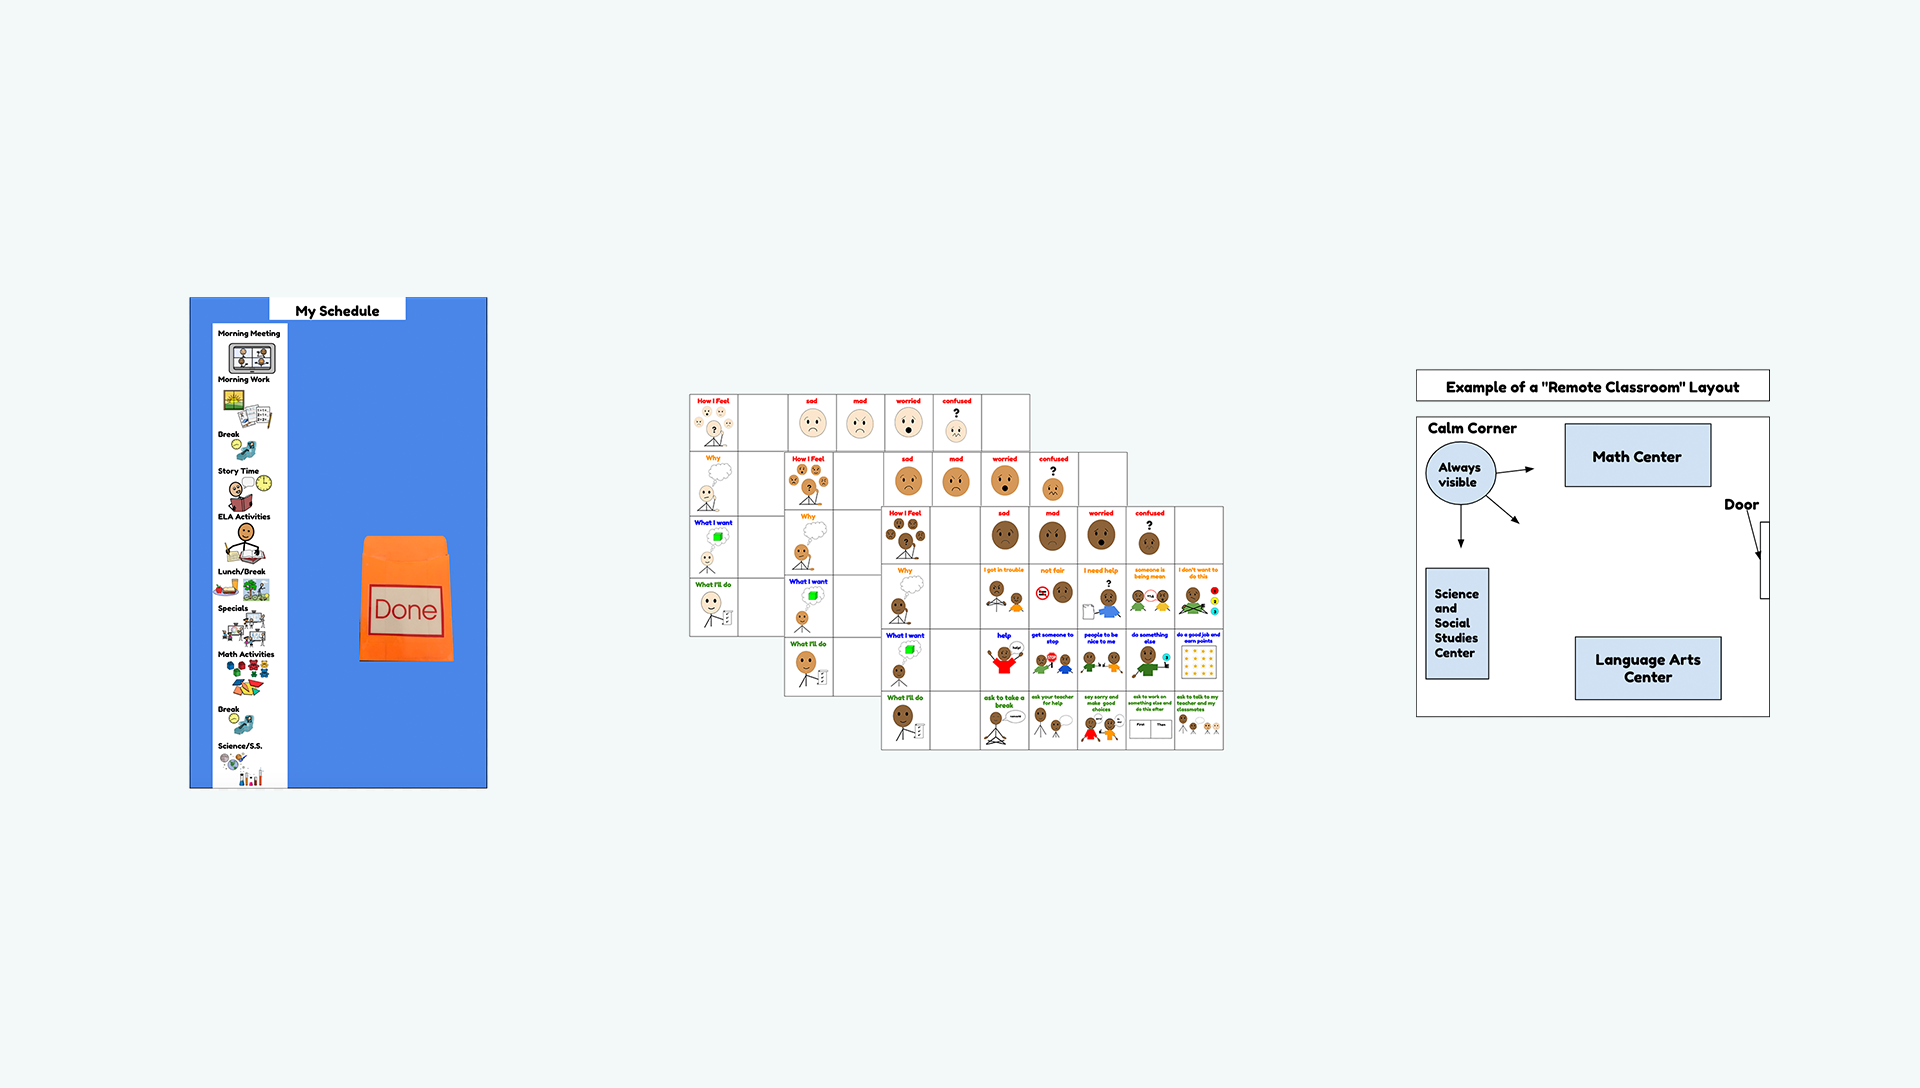 My Schedule
Morning Meeting
Morning Work
Break
Story Time
ELA Activities
Lunch/Break
Specials
Math Activities
Break
Science/S.S.
Done
How I Feel
sad
mad
worried
confused
?
?
Why
What I want
What I'll do
How I Feel
sad
mad
worried
confused
?
?
Why
What I want
What I'll do
How I Feel
sad
mad
worried
confused
?
?
Why
I got in trouble
not fair
I need help
?
someone is
being mean
I don't want to
do this
What I want
help
help!
get someone to
stop
STOP
people to be
nice to me
do something
else
do a good job and
earn points
What I'll do
ask to take a
break
ask your teacher
for help
say sorry and
make good
choices
ask to work on
something else and
do this after
First
Then
ask to talk to my
teacher and my
classmates
Example of a "Remote Classroom" Layout
Calm Corner
Always
visible
Math Center
Door
Science
and
Social
Studies
Center
Language Arts
Center